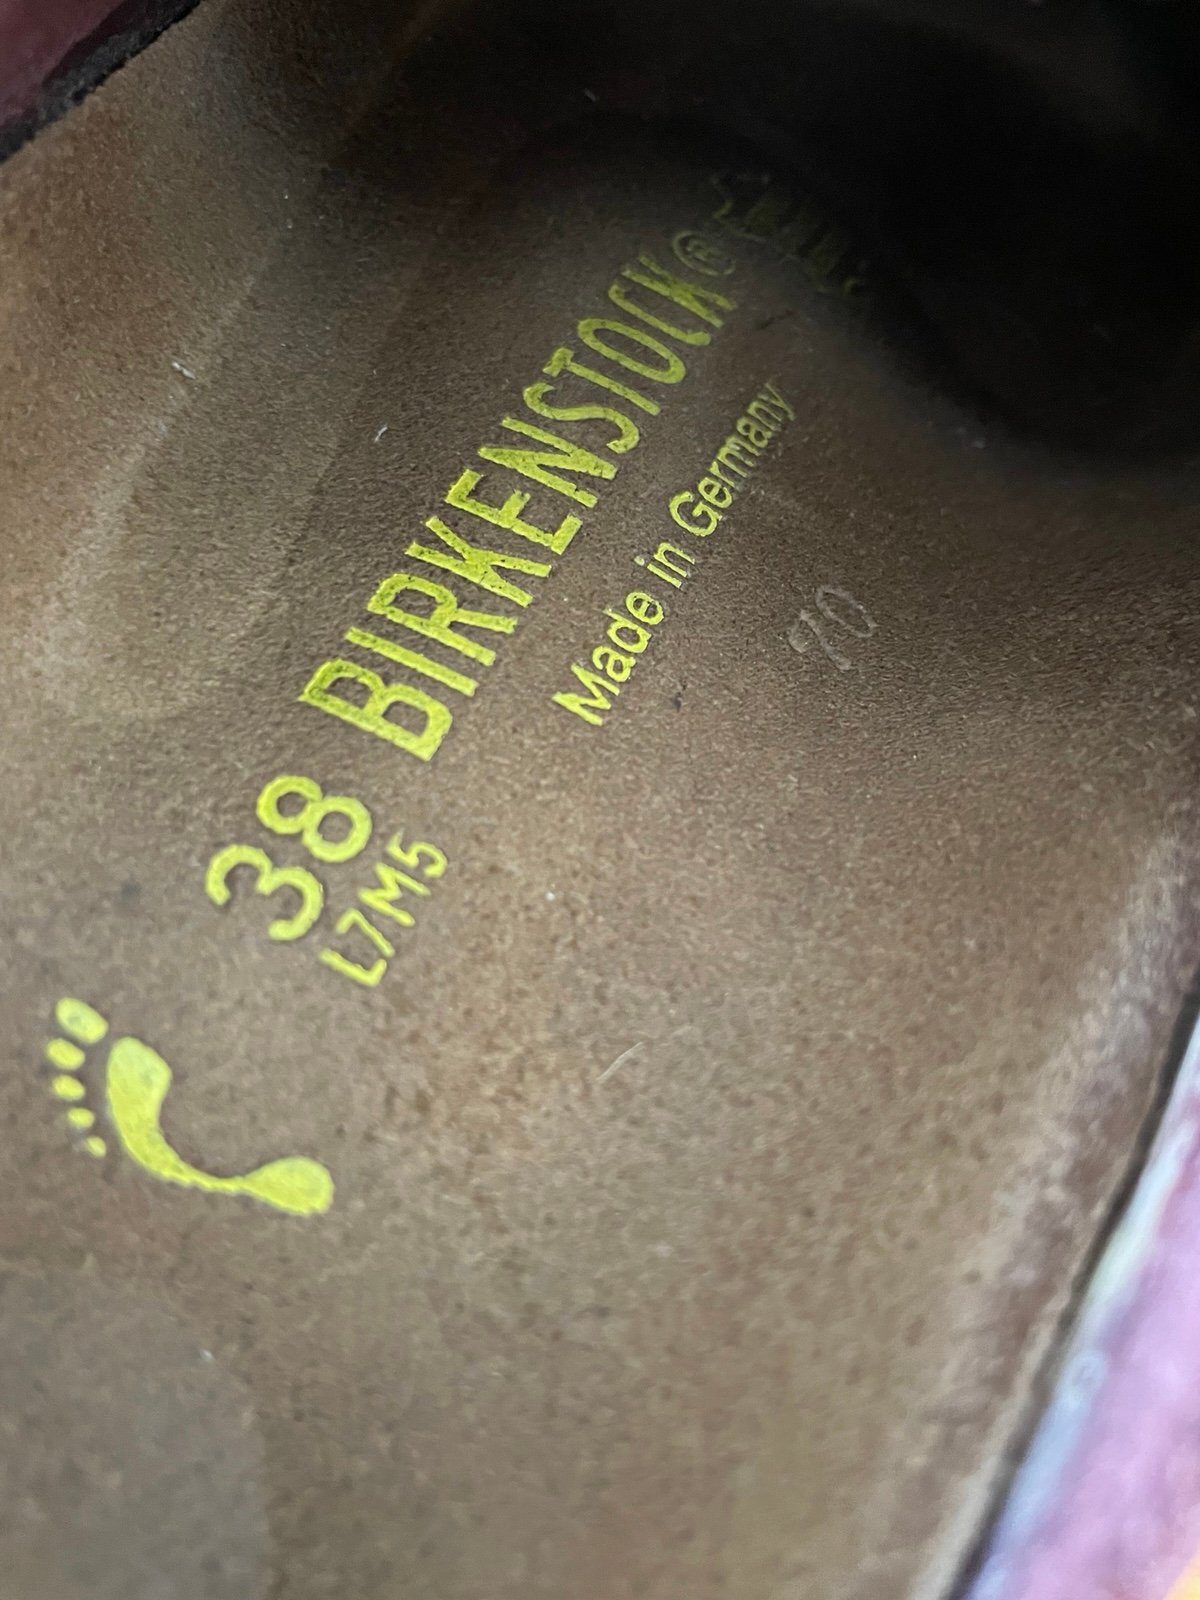 38 BIRKENSTOCK®
L7M5
Made in Germany
70